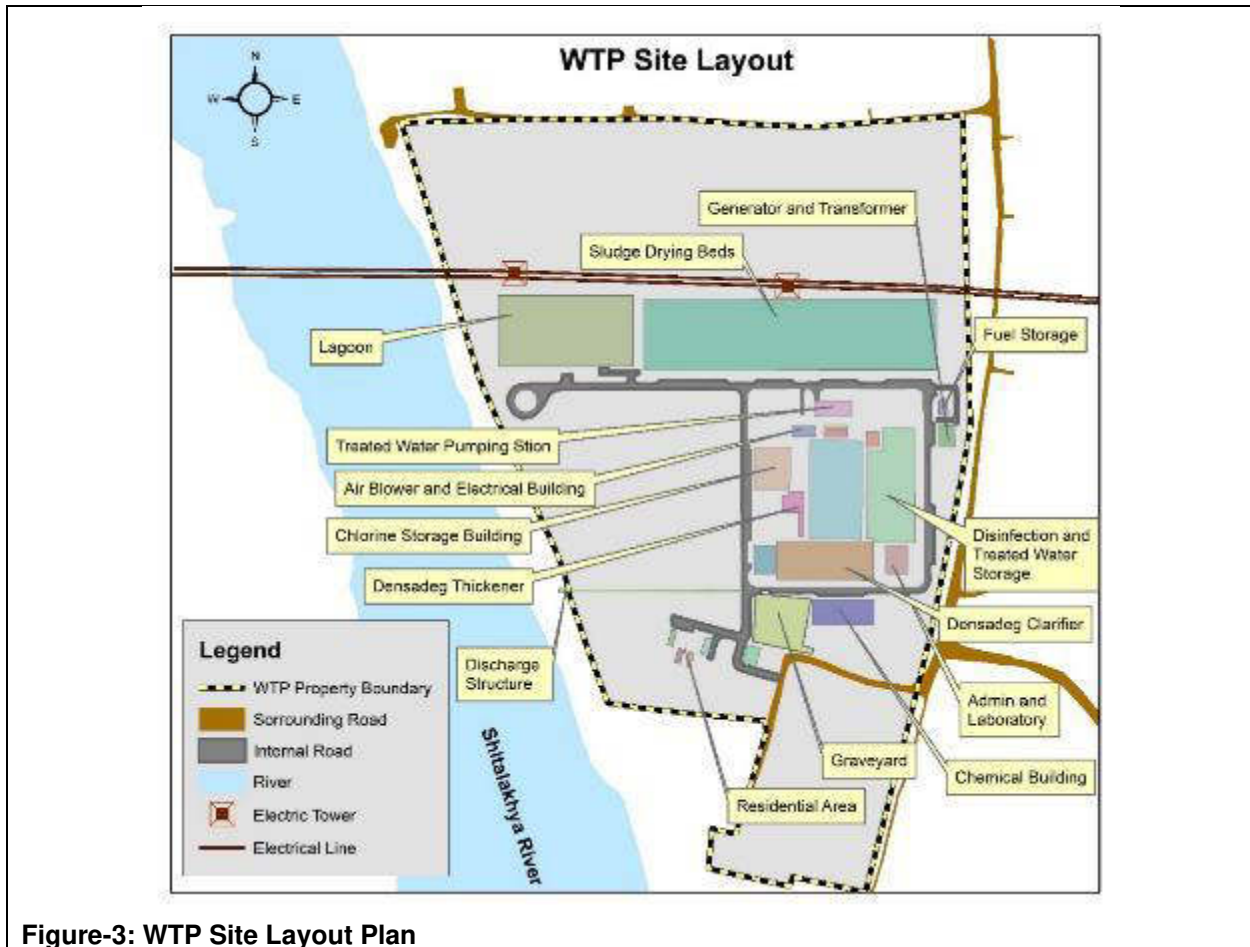 WTP Site Layout
N
W
E
S
Generator and Transformer
Sludge Drying Beds
Fuel Storage
Lagoon
Treated Water Pumping Stion
Air Blower and Electrical Building
Chlorine Storage Building
Disinfection and
Treated Water
Storage
Densadeg Thickener
Densadeg Clarifier
Discharge
Structure
Admin and
Laboratory
Graveyard
Chemical Building
Residential Area
Shitalakhya River
Legend
WTP Property Boundary
Sorrounding Road
Internal Road
River
Electric Tower
Electrical Line
Figure-3: WTP Site Layout Plan